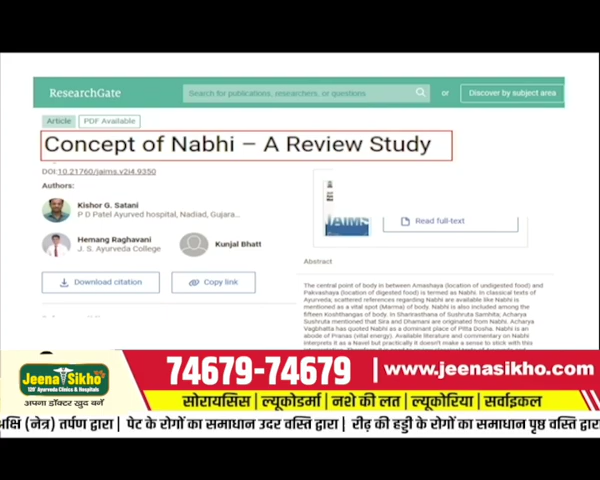 ResearchGate
Search for publications, researchers, or questions
or
Discover by subject area
Article
PDF Available
Concept of Nabhi – A Review Study
DOI:10.21760/jaims.v2i4.9350
Authors:
Kishor G. Satani
P D Patel Ayurved hospital, Nadiad, Gujara...
Hemang Raghavani
J. S. Ayurveda College
Kunjal Bhatt
Download citation
Copy link
JAIMS
Read full-text
Abstract
The central point of body in between Amashaya (location of undigested food) and
Pakvashaya (location of digested food) is termed as Nabhi. In classical texts of
Ayurveda, scattered references regarding Nabhi are available like Nabhi is
mentioned as a vital spot (Marma) of body. Nabhi is also included among the
fifteen Koshthangas of body. In Sharirasthana of Sushruta Samhita, Acharya
Sushruta mentioned that Sira and Dhamani are originated from Nabhi. Acharya
Vagbhatta has quoted Nabhi as a dominant place of Pitta Dosha. Nabhi is an
abode of Pranas (vital energy). Available literature and commentary on Nabhi
interprets it as a Navel but practically it doesn't make a sense to stick with this
Jeena Sikho
Ayurveda Clinics & Hospitals
अपना डॉक्टर खुद बनें
74679-74679 | www.jeenasikho.com
सोरायसिस | ल्यूकोडर्मा | नशे की लत | ल्यूकोरिया | सर्वाइकल
अक्षि (नेत्र) तर्पण द्वारा | पेट के रोगों का समाधान उदर वस्ति द्वारा | रीढ़ की हड्डी के रोगों का समाधान पृष्ठ वस्ति द्वारा